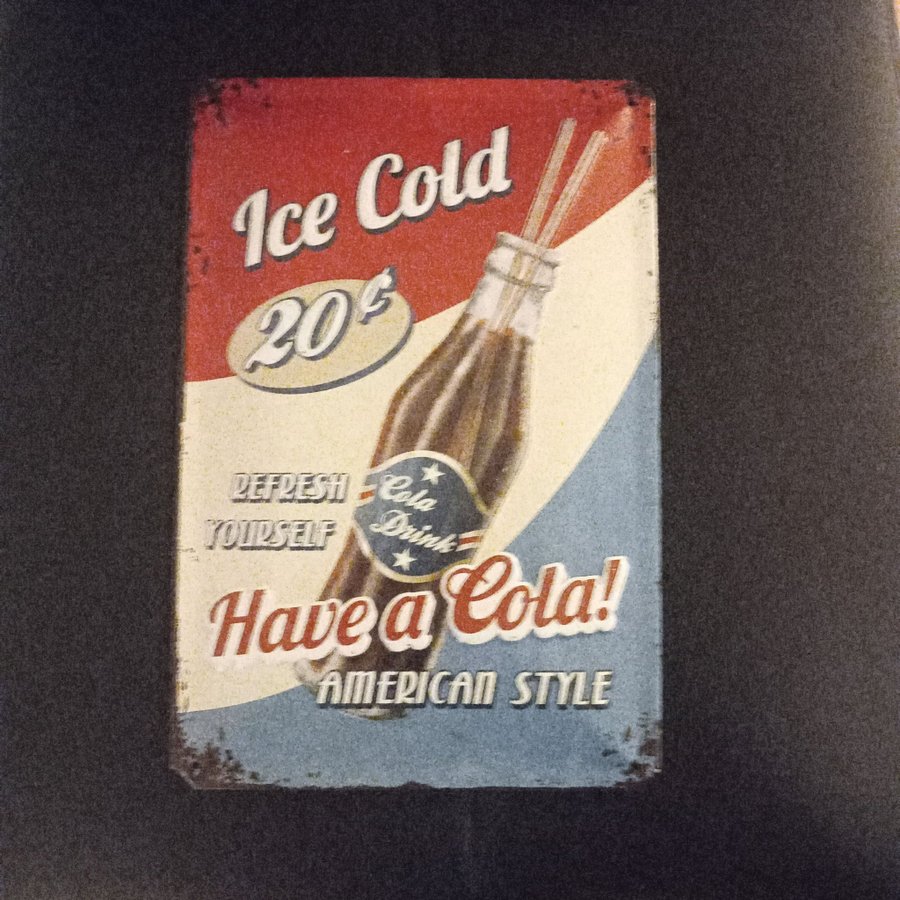 Ice Cold
20¢
REFRESH
YOURSELF
Cola
Drink
Have a Cola!
AMERICAN STYLE